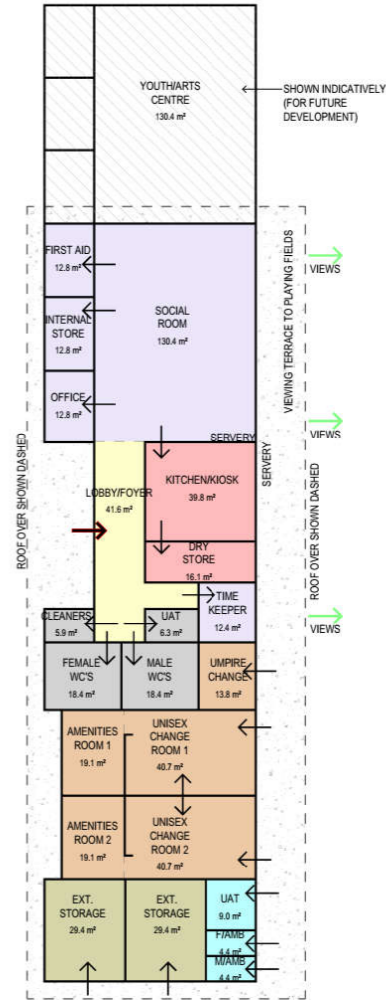 YOUTH/ARTS
CENTRE
130.4 m²
SHOWN INDICATIVELY
(FOR FUTURE
DEVELOPMENT)
FIRST AID
12.8 m²
INTERNAL
STORE
12.8 m²
OFFICE
12.8 m²
SOCIAL
ROOM
130.4 m²
VIEWING TERRACE TO PLAYING FIELDS
VIEWS
VIEWS
SERVERY
SERVERY
KITCHEN/KIOSK
39.8 m²
LOBBY/FOYER
41.6 m²
ROOF OVER SHOWN DASHED
ROOF OVER SHOWN DASHED
DRY
STORE
16.1 m²
TIME
KEEPER
12.4 m²
CLEANERS
5.9 m²
UAT
6.3 m²
VIEWS
FEMALE
WC'S
18.4 m²
MALE
WC'S
18.4 m²
UMPIRE
CHANGE
13.8 m²
AMENITIES
ROOM 1
19.1 m²
UNISEX
CHANGE
ROOM 1
40.7 m²
AMENITIES
ROOM 2
19.1 m²
UNISEX
CHANGE
ROOM 2
40.7 m²
EXT.
STORAGE
29.4 m²
EXT.
STORAGE
29.4 m²
UAT
9.0 m²
F/AMB
4.4 m²
M/AMB
4.4 m²